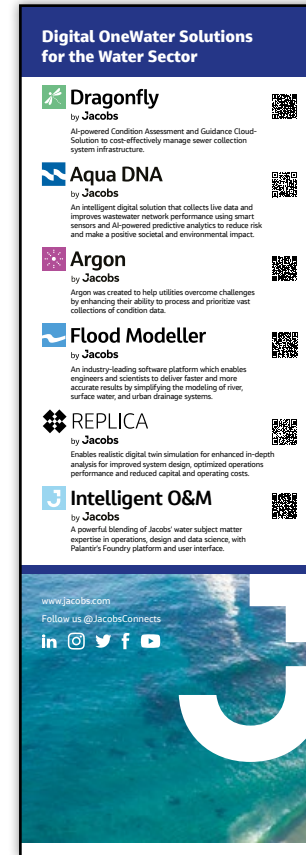 Digital OneWater Solutions
for the Water Sector
Dragonfly
by Jacobs
AI-powered Condition Assessment and Guidance Cloud-
Solution to cost-effectively manage sewer collection
system infrastructure.
Aqua DNA
by Jacobs
An intelligent digital solution that collects live data and
improves wastewater network performance using smart
sensors and AI-powered predictive analytics to reduce risk
and make a positive societal and environmental impact.
Argon
by Jacobs
Argon was created to help utilities overcome challenges
by enhancing their ability to process and prioritize vast
collections of condition data.
Flood Modeller
by Jacobs
An industry-leading software platform which enables
engineers and scientists to deliver faster and more
accurate results by simplifying the modeling of river,
surface water, and urban drainage systems.
REPLICA
by Jacobs
Enables realistic digital twin simulation for enhanced in-depth
analysis for improved system design, optimized operations
performance and reduced capital and operating costs.
Intelligent O&M
by Jacobs
A powerful blending of Jacobs' water subject matter
expertise in operations, design and data science, with
Palantir's Foundry platform and user interface.
www.jacobs.com
Follow us @JacobsConnects